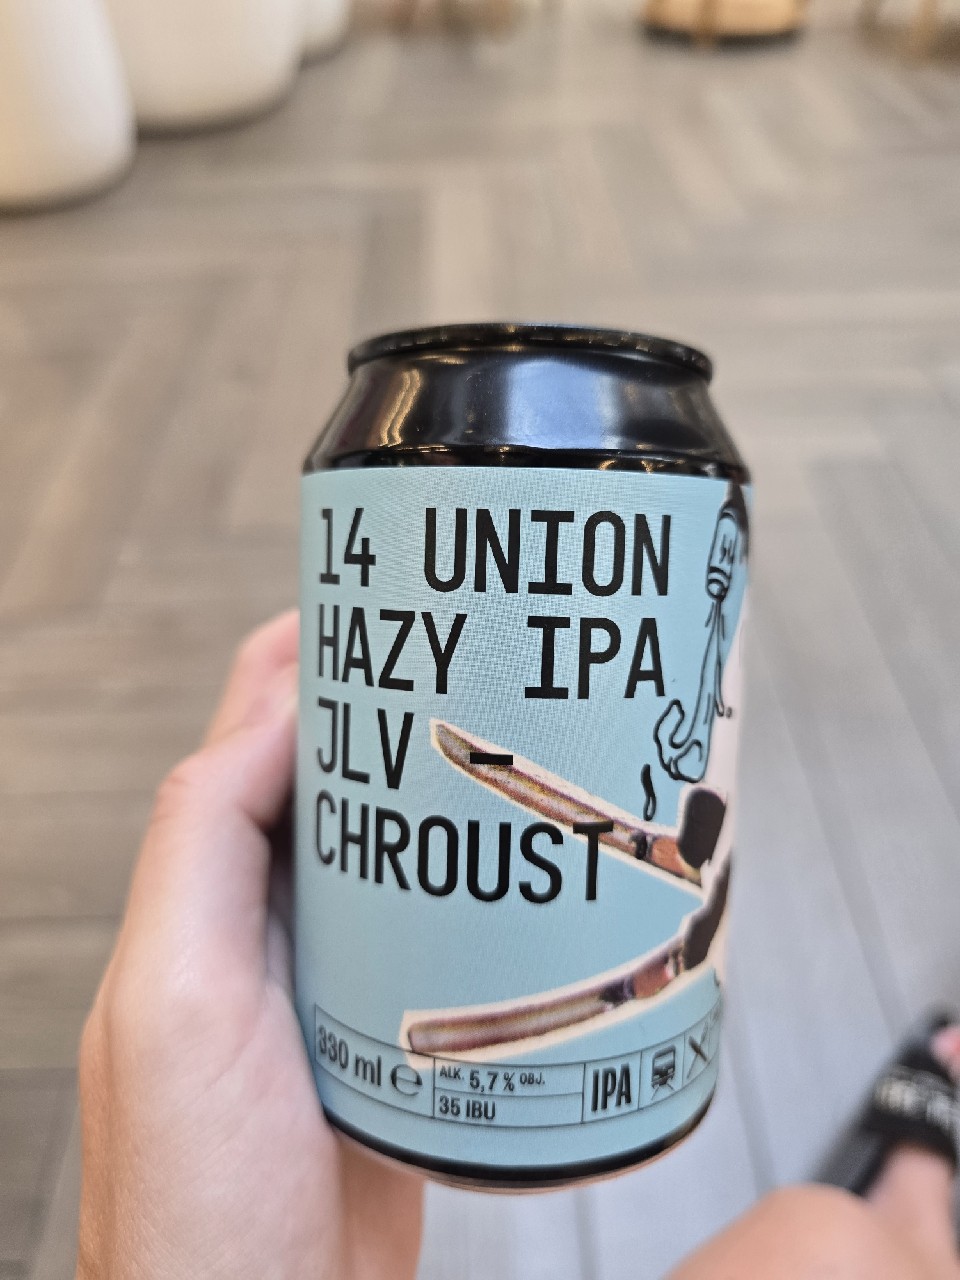 14 UNION
HAZY IPA
JLV –
CHROUST
330 ml ℮
ALK. 5,7 % OBJ.
35 IBU
IPA